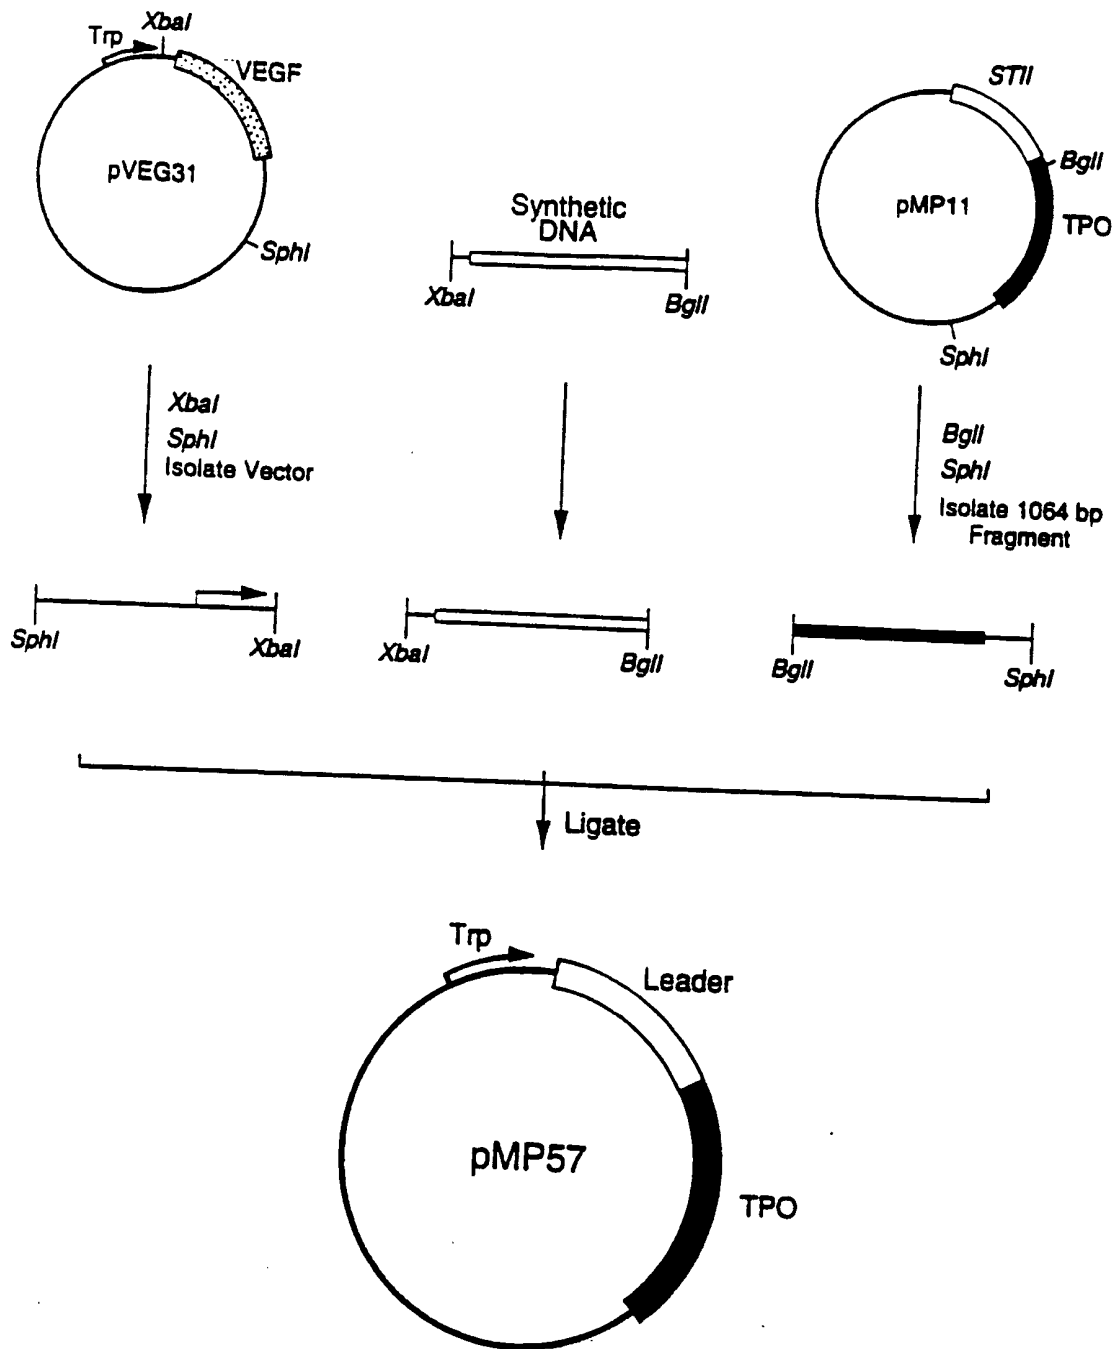 XbaI
Trp
VEGF
pVEG31
SphI
Synthetic
DNA
XbaI
BglI
STII
BglI
pMP11
TPO
SphI
XbaI
SphI
Isolate Vector
BglI
SphI
Isolate 1064 bp
Fragment
SphI
XbaI
XbaI
BglI
BglI
SphI
Ligate
Trp
Leader
pMP57
TPO